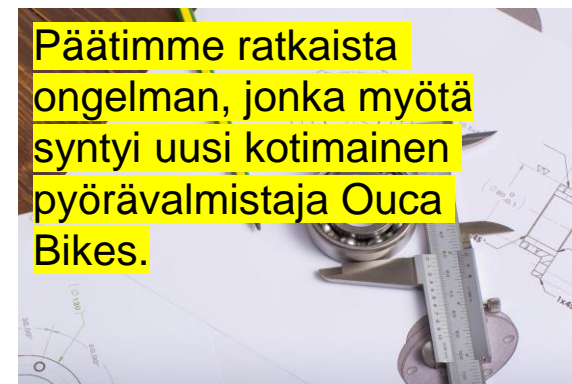 Päätimme ratkaista
ongelman, jonka myötä
syntyi uusi kotimainen
pyörävalmistaja Ouca
Bikes.